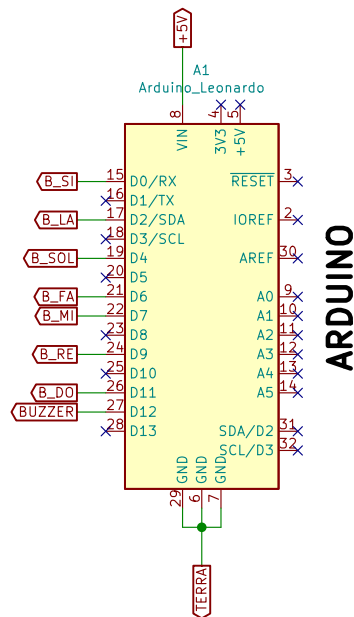 +5V
A1
Arduino_Leonardo
8 4 5
VIN 3V3 +5V
B_SI 15 D0/RX RESET 3
16 D1/TX
B_LA 17 D2/SDA IOREF 2
18 D3/SCL
B_SOL 19 D4 AREF 30
20 D5
B_FA 21 D6 A0 9
B_MI 22 D7 A1 10
23 D8 A2 11
B_RE 24 D9 A3 12
25 D10 A4 13
B_DO 26 D11 A5 14
BUZZER 27 D12
28 D13 SDA/D2 31
SCL/D3 32
GND GND GND
29 6 7
TERRA
ARDUINO